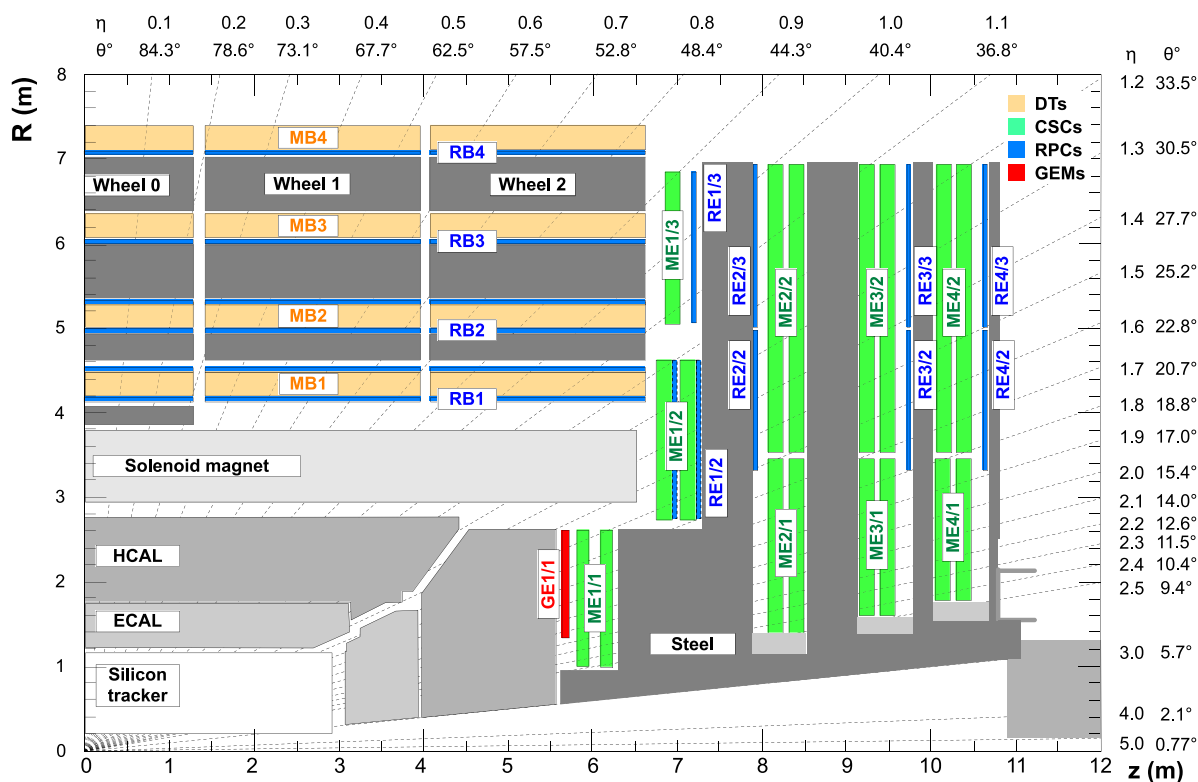 η 0.1 0.2 0.3 0.4 0.5 0.6 0.7 0.8 0.9 1.0 1.1
θ° 84.3° 78.6° 73.1° 67.7° 62.5° 57.5° 52.8° 48.4° 44.3° 40.4° 36.8° η θ°
R (m)
8
7
6
5
4
3
2
1
0
1.2 33.5°
1.3 30.5°
1.4 27.7°
1.5 25.2°
1.6 22.8°
1.7 20.7°
1.8 18.8°
1.9 17.0°
2.0 15.4°
2.1 14.0°
2.2 12.6°
2.3 11.5°
2.4 10.4°
2.5 9.4°
3.0 5.7°
4.0 2.1°
5.0 0.77°
DTs
CSCs
RPCs
GEMs
MB4
RB4
Wheel 0 Wheel 1 Wheel 2
MB3
RB3
MB2
RB2
MB1
RB1
Solenoid magnet
HCAL
ECAL
Silicon
tracker
Steel
GE1/1
ME1/1
ME1/2
ME1/3
RE1/3
RE1/2
RE2/3
RE2/2
ME2/2
ME2/1
ME3/2
ME3/1
RE3/3
RE3/2
ME4/2
ME4/1
RE4/3
RE4/2
0 1 2 3 4 5 6 7 8 9 10 11 12
z (m)